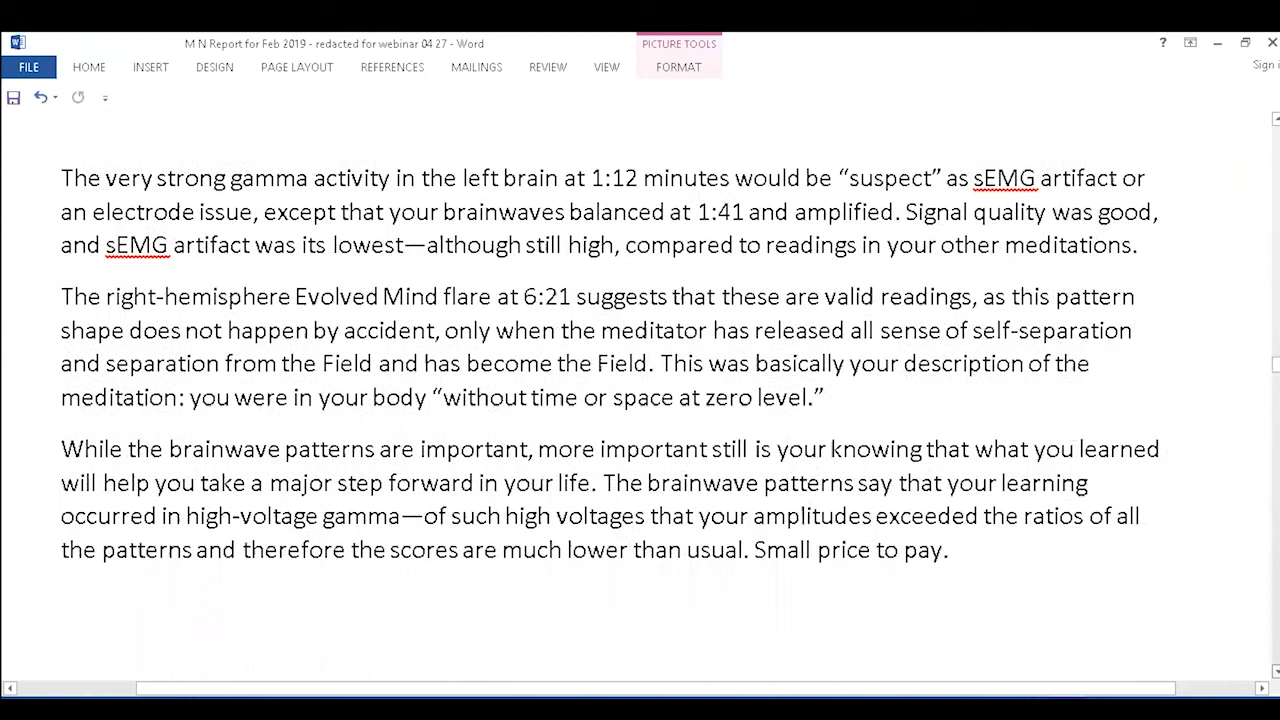 M N Report for Feb 2019 - redacted for webinar 04 27 - Word
PICTURE TOOLS
?
FILE HOME INSERT DESIGN PAGE LAYOUT REFERENCES MAILINGS REVIEW VIEW FORMAT
Sign i
The very strong gamma activity in the left brain at 1:12 minutes would be “suspect” as sEMG artifact or
an electrode issue, except that your brainwaves balanced at 1:41 and amplified. Signal quality was good,
and sEMG artifact was its lowest—although still high, compared to readings in your other meditations.
The right-hemisphere Evolved Mind flare at 6:21 suggests that these are valid readings, as this pattern
shape does not happen by accident, only when the meditator has released all sense of self-separation
and separation from the Field and has become the Field. This was basically your description of the
meditation: you were in your body “without time or space at zero level.”
While the brainwave patterns are important, more important still is your knowing that what you learned
will help you take a major step forward in your life. The brainwave patterns say that your learning
occurred in high-voltage gamma—of such high voltages that your amplitudes exceeded the ratios of all
the patterns and therefore the scores are much lower than usual. Small price to pay.